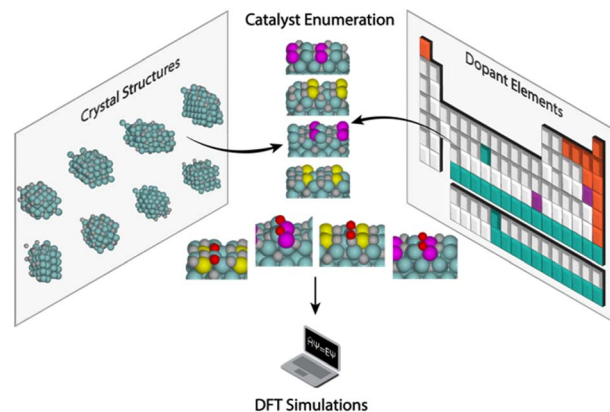 Catalyst Enumeration
Crystal Structures
Dopant Elements
ĤΨ=EΨ
DFT Simulations